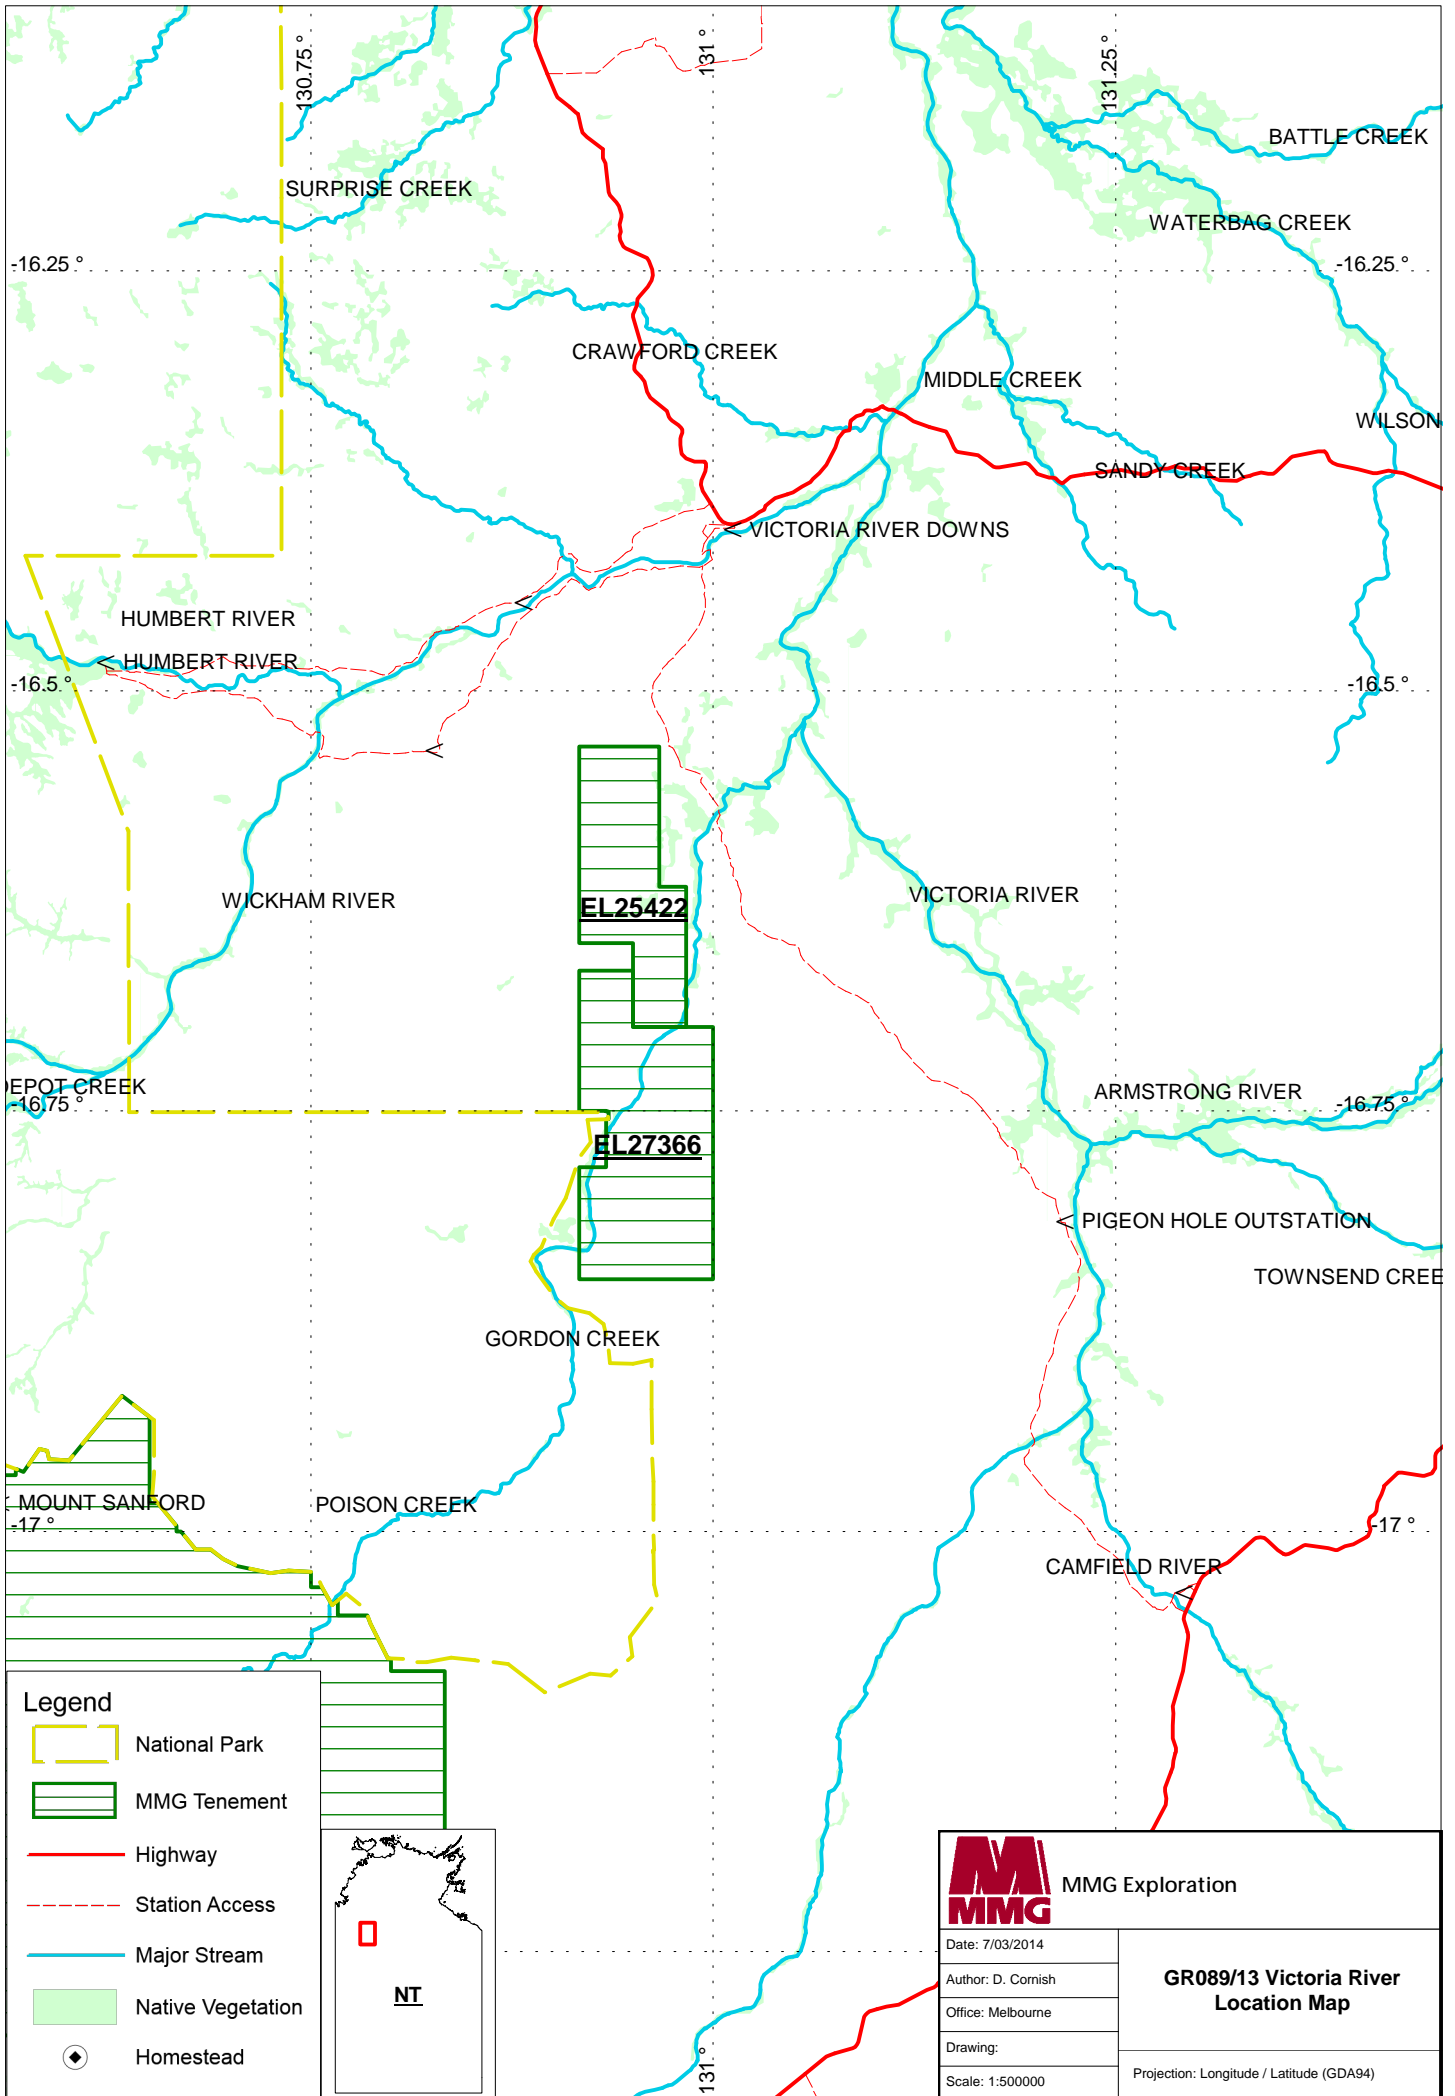 130.75 °
131 °
131.25 °
BATTLE CREEK
SURPRISE CREEK
WATERBAG CREEK
-16.25 °
-16.25 °
CRAWFORD CREEK
MIDDLE CREEK
WILSON
SANDY CREEK
VICTORIA RIVER DOWNS
HUMBERT RIVER
HUMBERT RIVER
-16.5 °
-16.5 °
WICKHAM RIVER
VICTORIA RIVER
EL25422
DEPOT CREEK
ARMSTRONG RIVER
-16.75 °
-16.75 °
EL27366
PIGEON HOLE OUTSTATION
TOWNSEND CREE
GORDON CREEK
MOUNT SANFORD
POISON CREEK
-17 °
-17 °
CAMFIELD RIVER
Legend
National Park
MMG Tenement
Highway
Station Access
Major Stream
Native Vegetation
Homestead
NT
131 °
MMG
MMG Exploration
Date: 7/03/2014
Author: D. Cornish
Office: Melbourne
Drawing:
Scale: 1:500000
GR089/13 Victoria River
Location Map
Projection: Longitude / Latitude (GDA94)